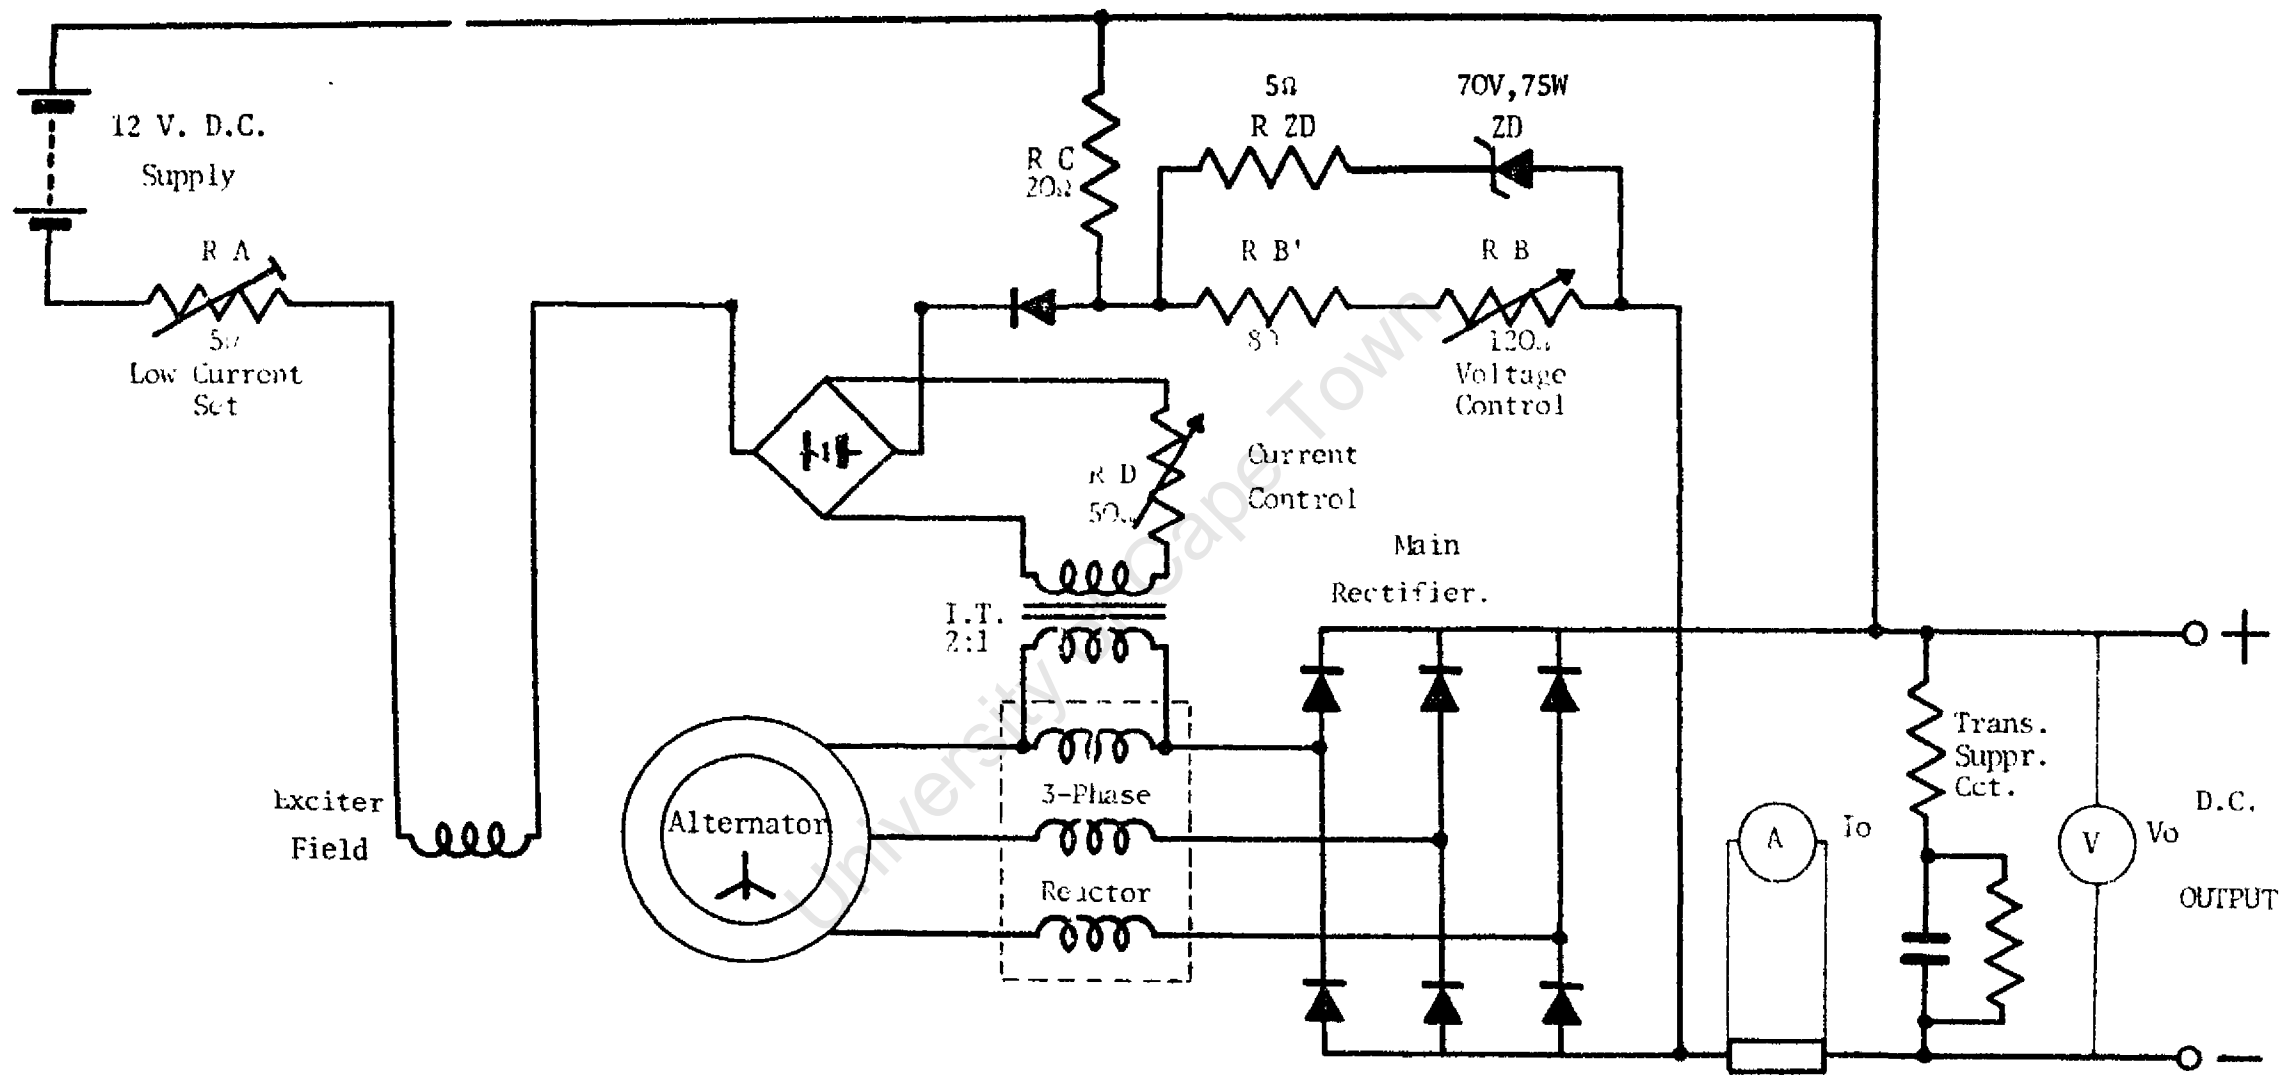 12 V. D.C.
Supply
R A
Low Current
Set
R C
20Ω
5Ω
R ZD
70V,75W
ZD
R B'
8Ω
R B
120Ω
Voltage
Control
R D
50Ω
Current
Control
Main
Rectifier.
I.T.
2:1
Exciter
Field
Alternator
3-Phase
Reactor
A
Io
Trans.
Suppr.
Cct.
V
Vo
D.C.
OUTPUT
+
−
University of Cape Town